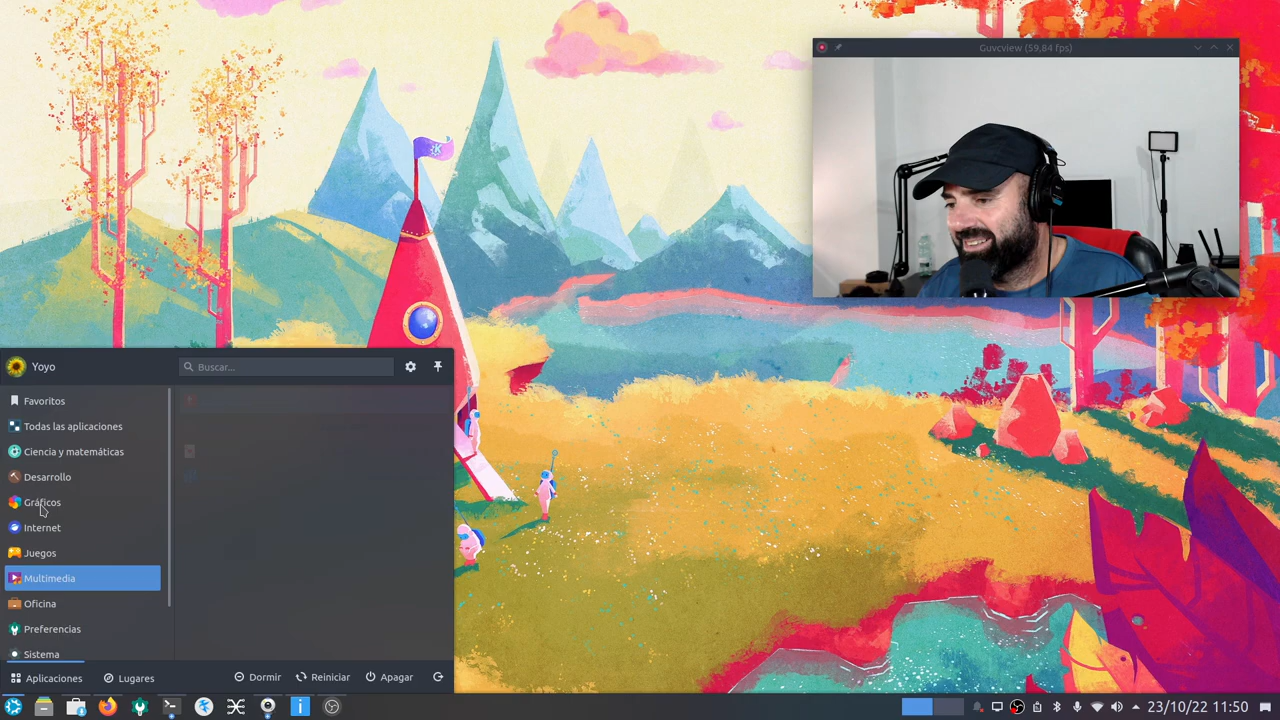 Guvcview (59,84 fps)
Yoyo
Buscar...
Favoritos
Todas las aplicaciones
Ciencia y matemáticas
Desarrollo
Gráficos
Internet
Juegos
Multimedia
Oficina
Preferencias
Sistema
Aplicaciones
Lugares
Dormir
Reiniciar
Apagar
23/10/22 11:50